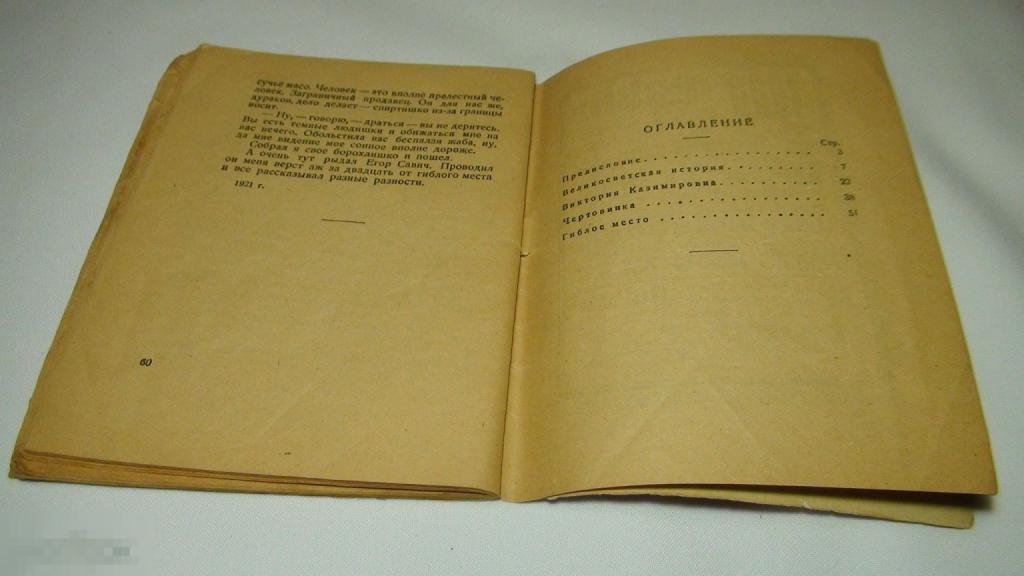 сучье мясо. Человек — это вполне прелестный че-
ловек. Заграничный продавец. Он для нас же,
дураков, дело делает — спиртишко из-за границы
носит.
— Ну, — говорю, — драться — вы не деритесь.
Вы есть темные людишки и обижаться мне на
вас нечего. Обольстила вас беспалая жаба, ну,
да мне видение мое сонное вполне дороже.
Собрал я свое борохлишко и пошел.
А очень тут рыдал Егор Савич. Проводил
он меня верст аж за двадцать от гиблого места
и все рассказывал разные разности.
1921 г.
60
ОГЛАВЛЕНИЕ
Стр.
Предисловие 3
Великосветская история 7
Виктория Казимировна 22
Чертовинка 38
Гиблое место 51